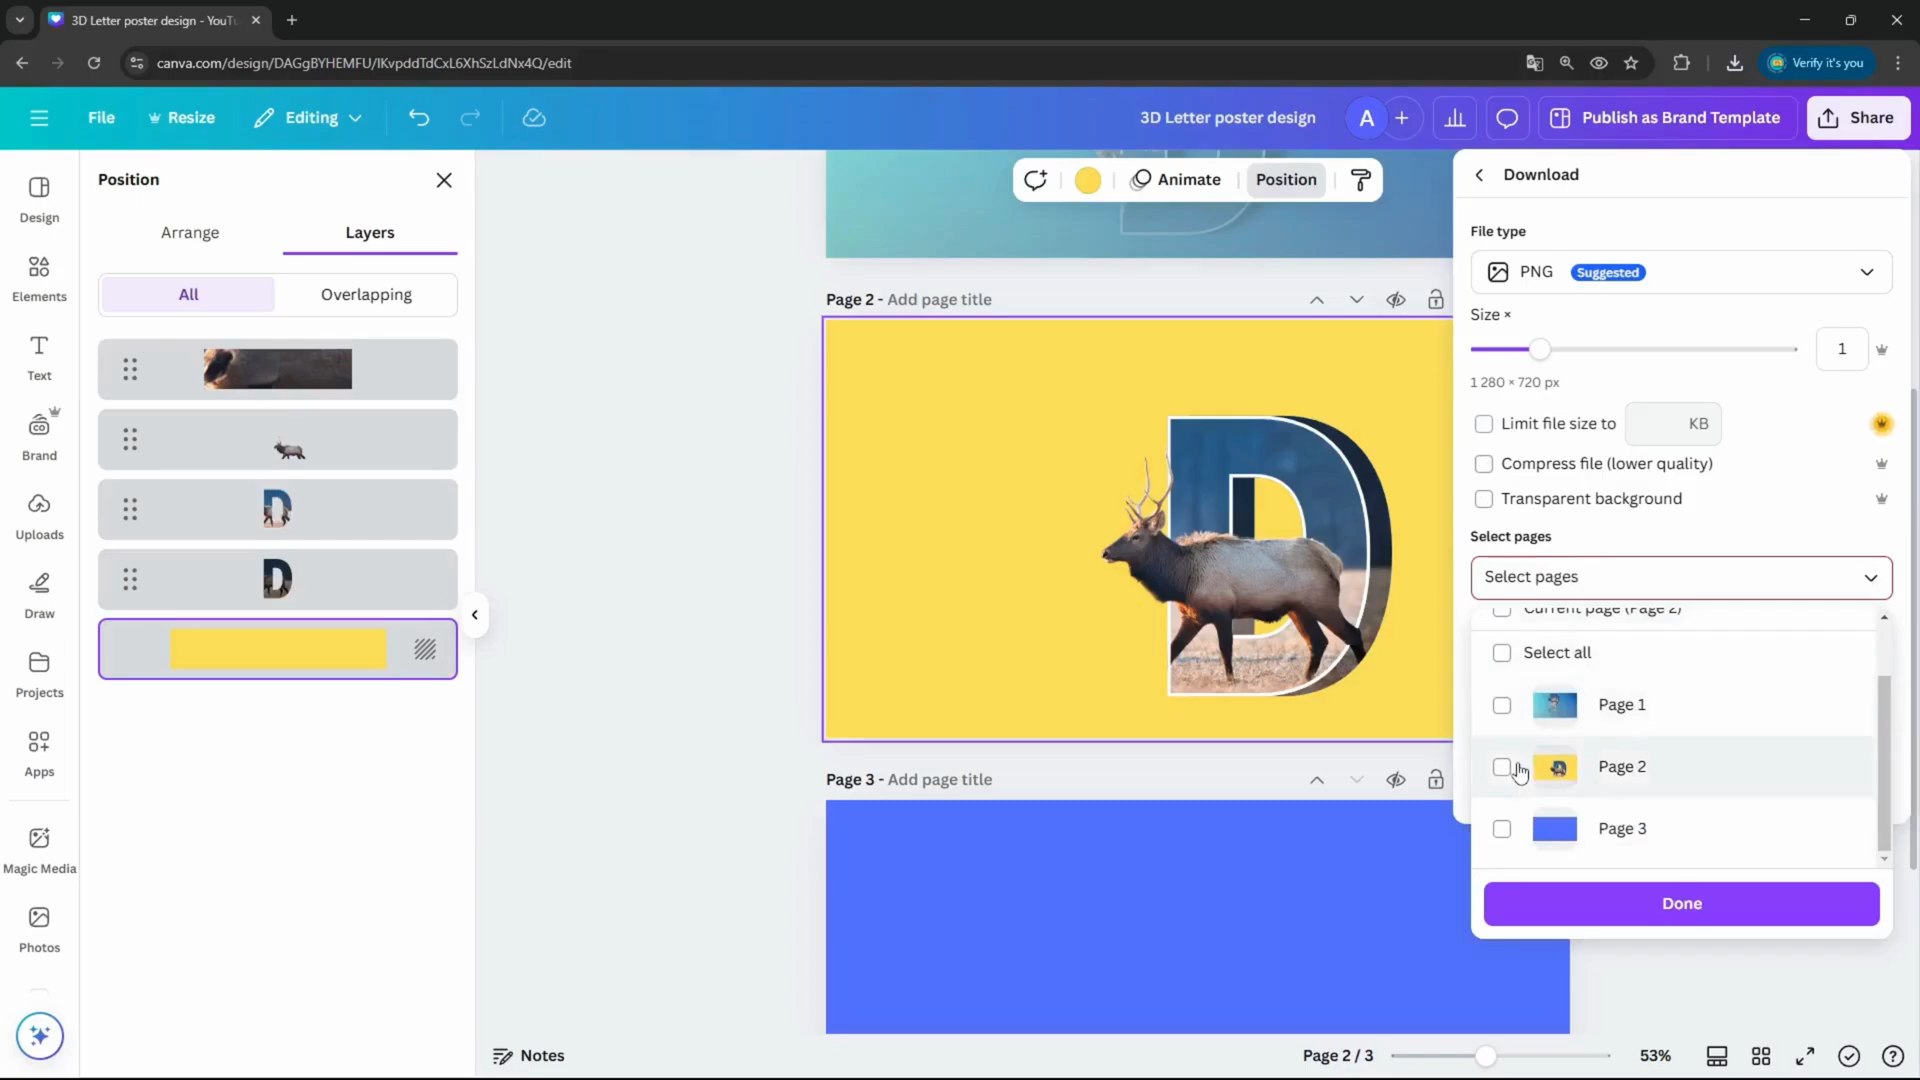 3D Letter poster design - YouTu
canva.com/design/DAGgBYHEMFU/IKvpddTdCxL6XhSzLdNx4Q/edit
Verify it's you
File
Resize
Editing
3D Letter poster design
A
Publish as Brand Template
Share
Design
Elements
Text
Brand
Uploads
Draw
Projects
Apps
Magic Media
Photos
Position
Arrange
Layers
All
Overlapping
D
D
Animate
Position
Page 2 - Add page title
D
Page 3 - Add page title
Download
File type
PNG
Suggested
Size ×
1
1 280 × 720 px
Limit file size to
KB
Compress file (lower quality)
Transparent background
Select pages
Select pages
Current page (Page 2)
Select all
Page 1
Page 2
Page 3
Done
Notes
Page 2 / 3
53%